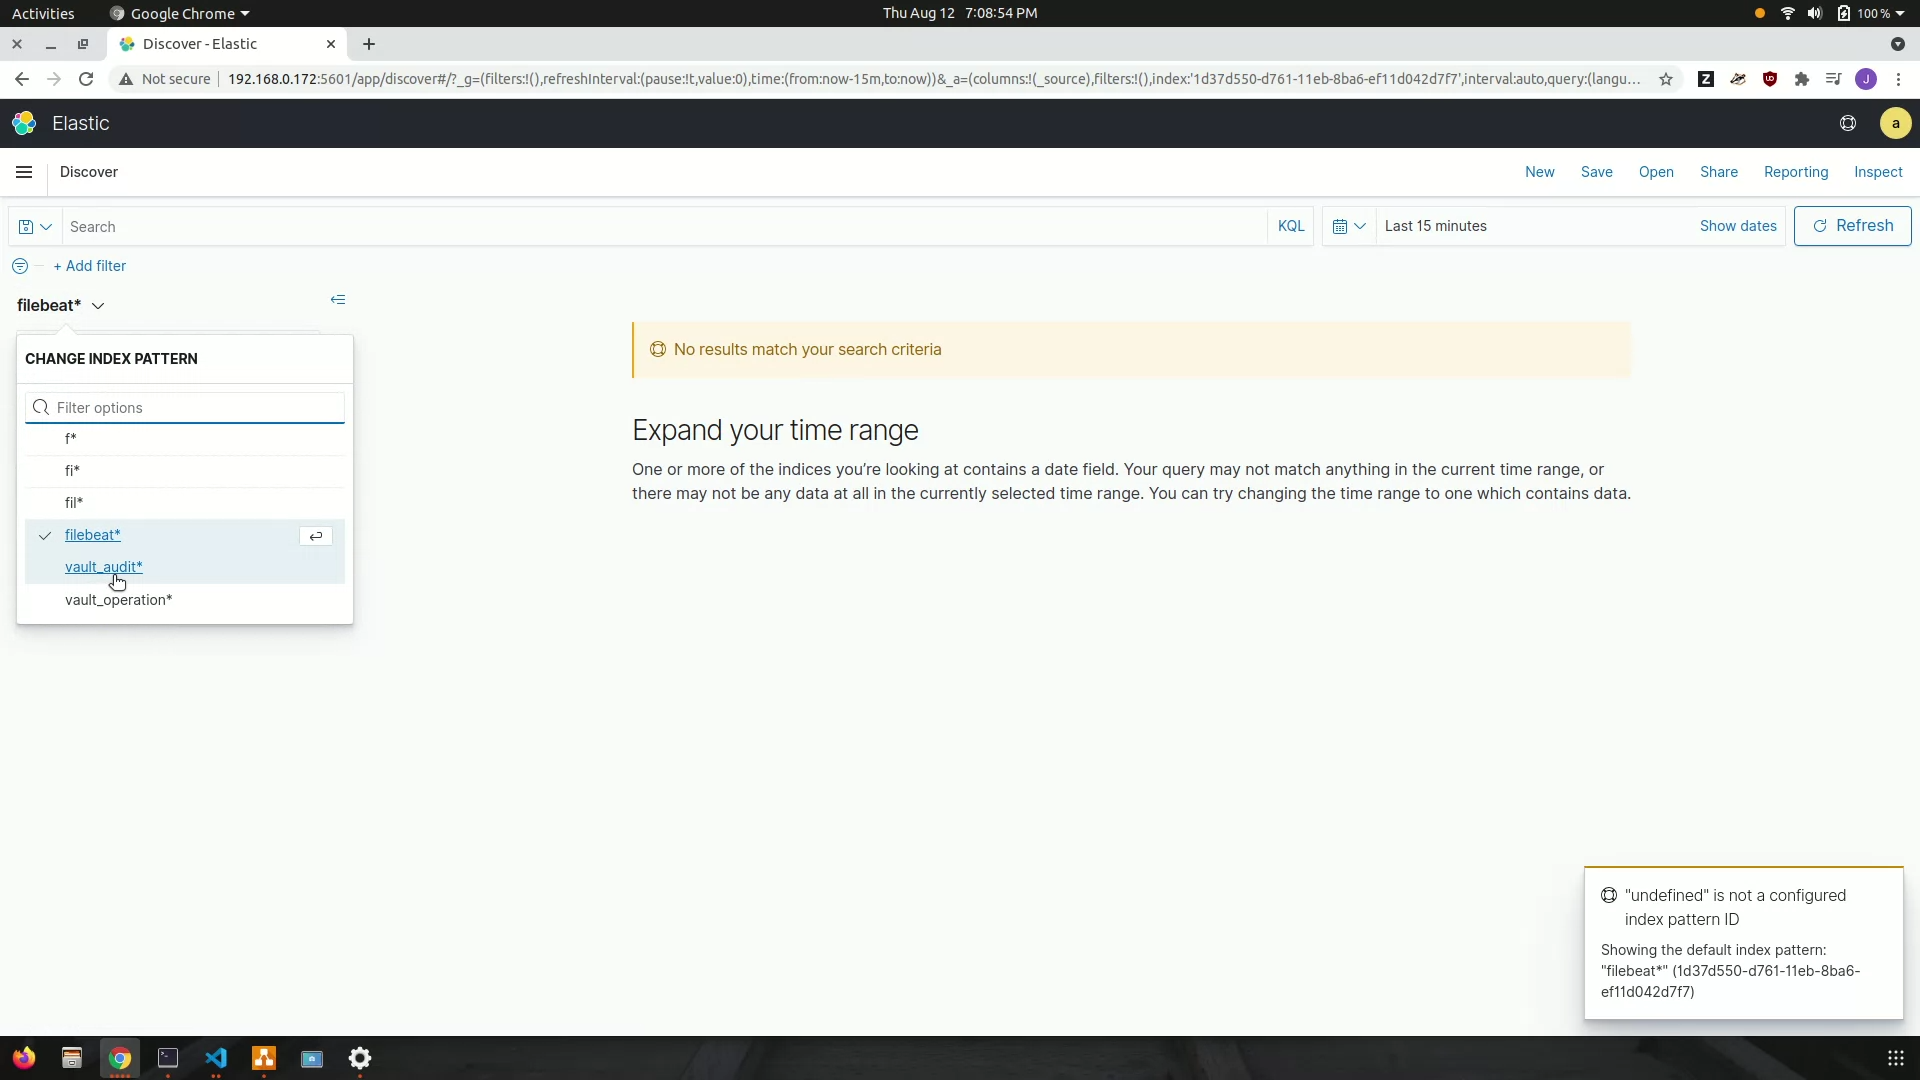 Activities
Google Chrome
Thu Aug 12 7:08:54 PM
100 %
Discover - Elastic
Not secure
192.168.0.172:5601/app/discover#/?_g=(filters:!(),refreshInterval:(pause:!t,value:0),time:(from:now-15m,to:now))&_a=(columns:!(_source),filters:!(),index:'1d37d550-d761-11eb-8ba6-ef11d042d7f7',interval:auto,query:(langu...
Z
J
Elastic
a
Discover
New
Save
Open
Share
Reporting
Inspect
Search
KQL
Last 15 minutes
Show dates
Refresh
+ Add filter
filebeat*
CHANGE INDEX PATTERN
Filter options
f*
fi*
fil*
filebeat*
vault_audit*
vault_operation*
No results match your search criteria
Expand your time range
One or more of the indices you're looking at contains a date field. Your query may not match anything in the current time range, or
there may not be any data at all in the currently selected time range. You can try changing the time range to one which contains data.
"undefined" is not a configured
index pattern ID
Showing the default index pattern:
"filebeat*" (1d37d550-d761-11eb-8ba6-
ef11d042d7f7)